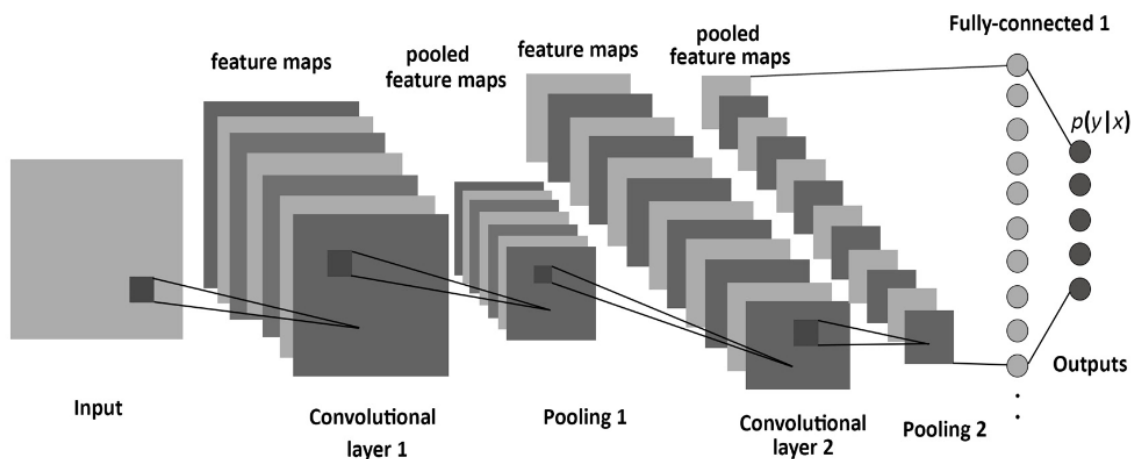 Fully-connected 1
feature maps
pooled
feature maps
feature maps
pooled
feature maps
p(y|x)
Input
Convolutional
layer 1
Pooling 1
Convolutional
layer 2
Pooling 2
Outputs